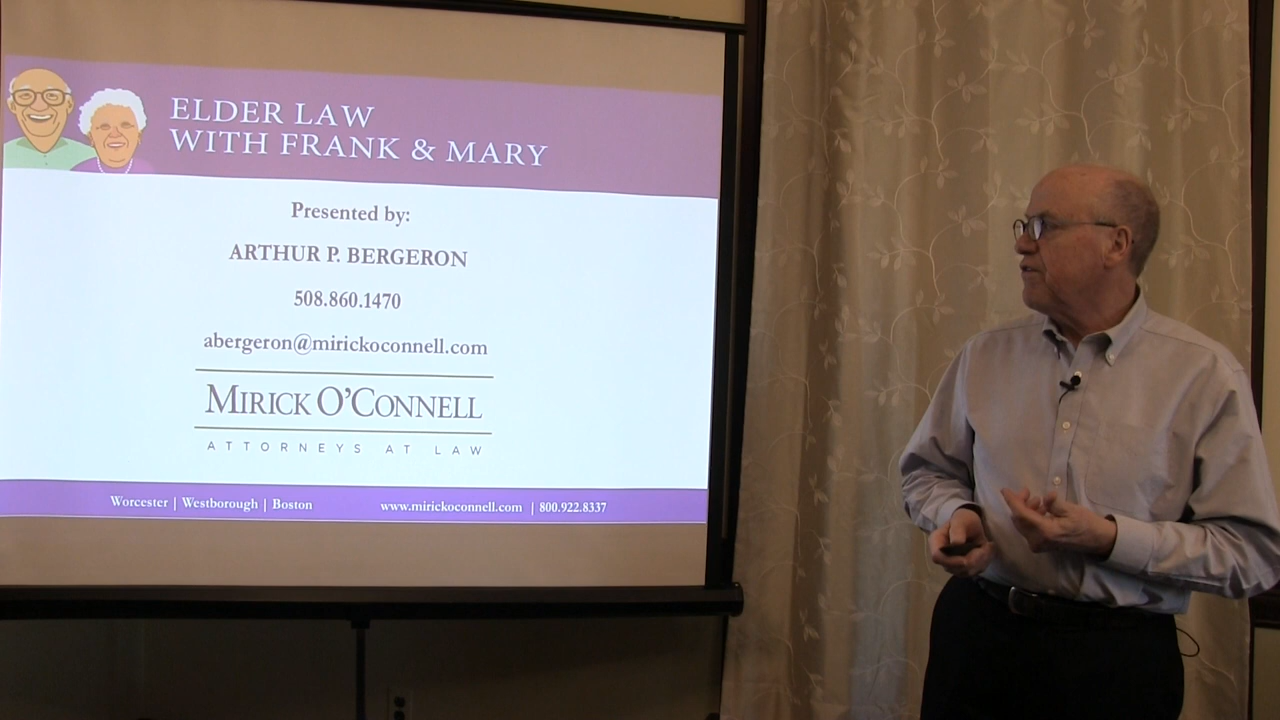 ELDER LAW
WITH FRANK & MARY
Presented by:
ARTHUR P. BERGERON
508.860.1470
abergeron@mirickoconnell.com
MIRICK O'CONNELL
ATTORNEYS AT LAW
Worcester | Westborough | Boston www.mirickoconnell.com | 800.922.8337